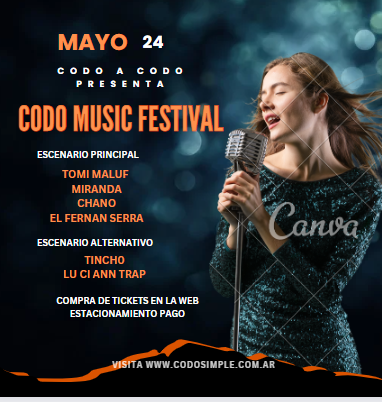 MAYO 24
CODO A CODO
PRESENTA
CODO MUSIC FESTIVAL
ESCENARIO PRINCIPAL
TOMI MALUF
MIRANDA
CHANO
EL FERNAN SERRA
ESCENARIO ALTERNATIVO
TINCHO
LU CI ANN TRAP
COMPRA DE TICKETS EN LA WEB
ESTACIONAMIENTO PAGO
Canva
VISITA WWW.CODOSIMPLE.COM.AR